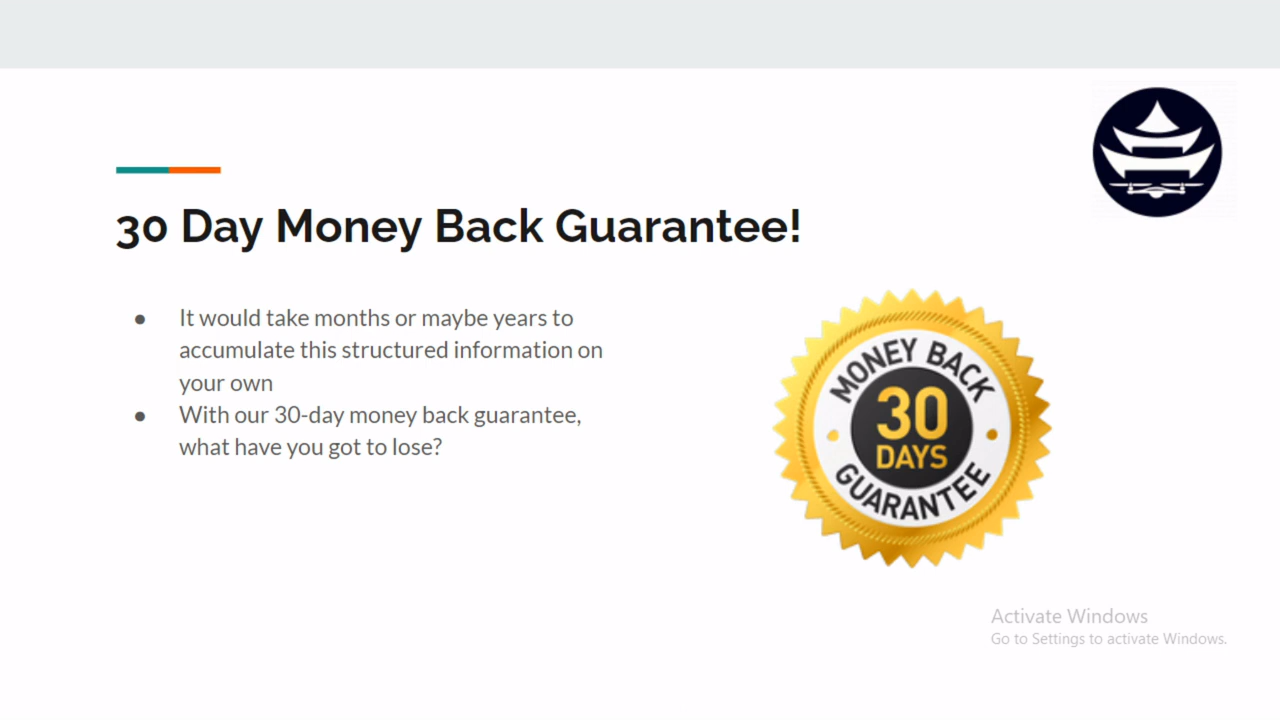 30 Day Money Back Guarantee!
● It would take months or maybe years to
accumulate this structured information on
your own
● With our 30-day money back guarantee,
what have you got to lose?
MONEY BACK
30
DAYS
GUARANTEE
Activate Windows
Go to Settings to activate Windows.